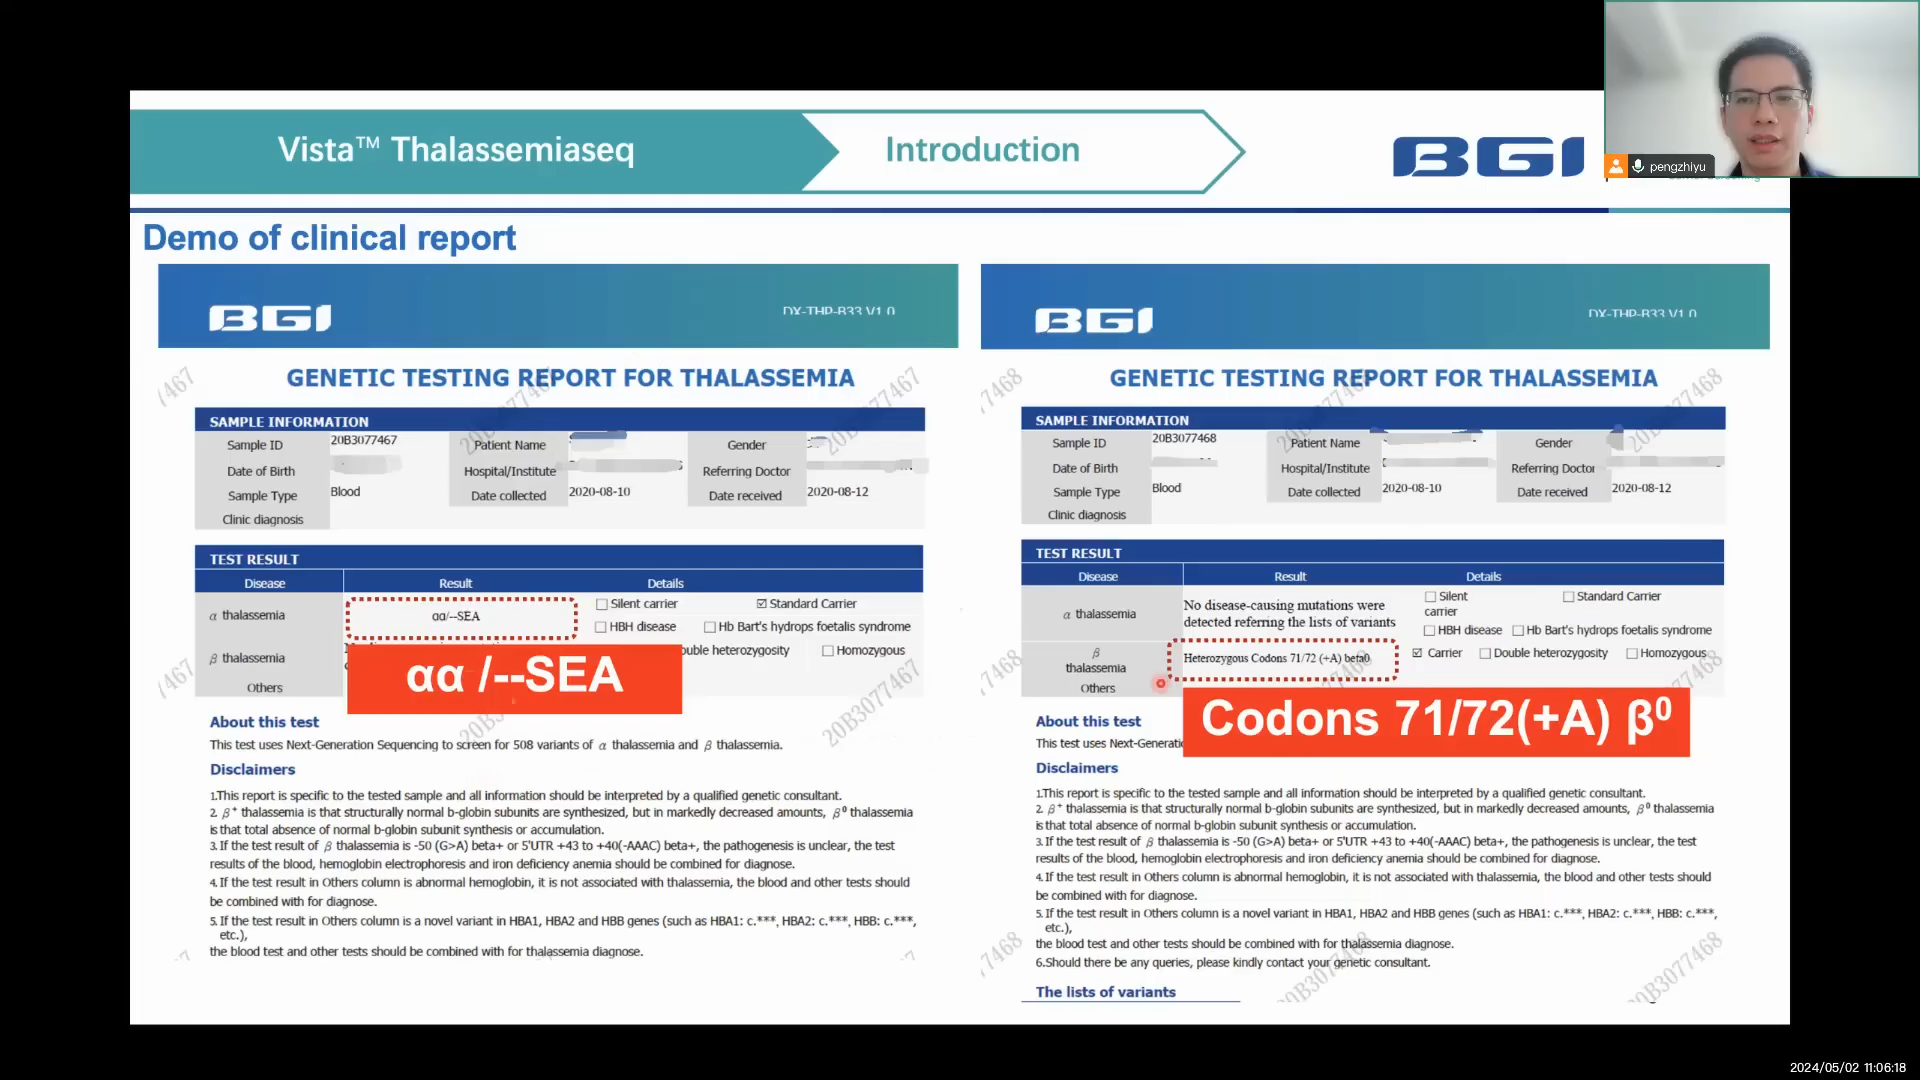 Vista™ Thalassemiaseq
Introduction
BGI
pengzhiyu
Demo of clinical report
BGI
DX-THP-B33 V1.0
GENETIC TESTING REPORT FOR THALASSEMIA
SAMPLE INFORMATION
Sample ID 20B3077467 Patient Name Gender
Date of Birth Hospital/Institute Referring Doctor
Sample Type Blood Date collected 2020-08-10 Date received 2020-08-12
Clinic diagnosis
TEST RESULT
Disease Result Details
α thalassemia αα/--SEA ☐ Silent carrier ☑ Standard Carrier
☐ HBH disease ☐ Hb Bart's hydrops foetalis syndrome
β thalassemia ouble heterozygosity ☐ Homozygous
Others
αα /--SEA
About this test
This test uses Next-Generation Sequencing to screen for 508 variants of α thalassemia and β thalassemia.
Disclaimers
1.This report is specific to the tested sample and all information should be interpreted by a qualified genetic consultant.
2. β⁺ thalassemia is that structurally normal b-globin subunits are synthesized, but in markedly decreased amounts, β⁰ thalassemia
is that total absence of normal b-globin subunit synthesis or accumulation.
3. If the test result of β thalassemia is -50 (G>A) beta+ or 5'UTR +43 to +40(-AAAC) beta+, the pathogenesis is unclear, the test
results of the blood, hemoglobin electrophoresis and iron deficiency anemia should be combined for diagnose.
4. If the test result in Others column is abnormal hemoglobin, it is not associated with thalassemia, the blood and other tests should
be combined with for diagnose.
5. If the test result in Others column is a novel variant in HBA1, HBA2 and HBB genes (such as HBA1: c.***, HBA2: c.***, HBB: c.***,
etc.),
the blood test and other tests should be combined with for thalassemia diagnose.
20B3077467
BGI
DX-THP-B33 V1.0
GENETIC TESTING REPORT FOR THALASSEMIA
SAMPLE INFORMATION
Sample ID 20B3077468 Patient Name Gender
Date of Birth Hospital/Institute Referring Doctor
Sample Type Blood Date collected 2020-08-10 Date received 2020-08-12
Clinic diagnosis
TEST RESULT
Disease Result Details
α thalassemia No disease-causing mutations were
detected referring the lists of variants
☐ Silent
carrier
☐ Standard Carrier
☐ HBH disease ☐ Hb Bart's hydrops foetalis syndrome
β
thalassemia
Heterozygous Codons 71/72 (+A) beta0 ☑ Carrier ☐ Double heterozygosity ☐ Homozygous
Others
Codons 71/72(+A) β⁰
About this test
This test uses Next-Generatio
Disclaimers
1.This report is specific to the tested sample and all information should be interpreted by a qualified genetic consultant.
2. β⁺ thalassemia is that structurally normal b-globin subunits are synthesized, but in markedly decreased amounts, β⁰ thalassemia
is that total absence of normal b-globin subunit synthesis or accumulation.
3. If the test result of β thalassemia is -50 (G>A) beta+ or 5'UTR +43 to +40(-AAAC) beta+, the pathogenesis is unclear, the test
results of the blood, hemoglobin electrophoresis and iron deficiency anemia should be combined for diagnose.
4. If the test result in Others column is abnormal hemoglobin, it is not associated with thalassemia, the blood and other tests should
be combined with for diagnose.
5. If the test result in Others column is a novel variant in HBA1, HBA2 and HBB genes (such as HBA1: c.***, HBA2: c.***, HBB: c.***,
etc.),
the blood test and other tests should be combined with for thalassemia diagnose.
6.Should there be any queries, please kindly contact your genetic consultant.
The lists of variants
20B3077468
2024/05/02 11:06:18